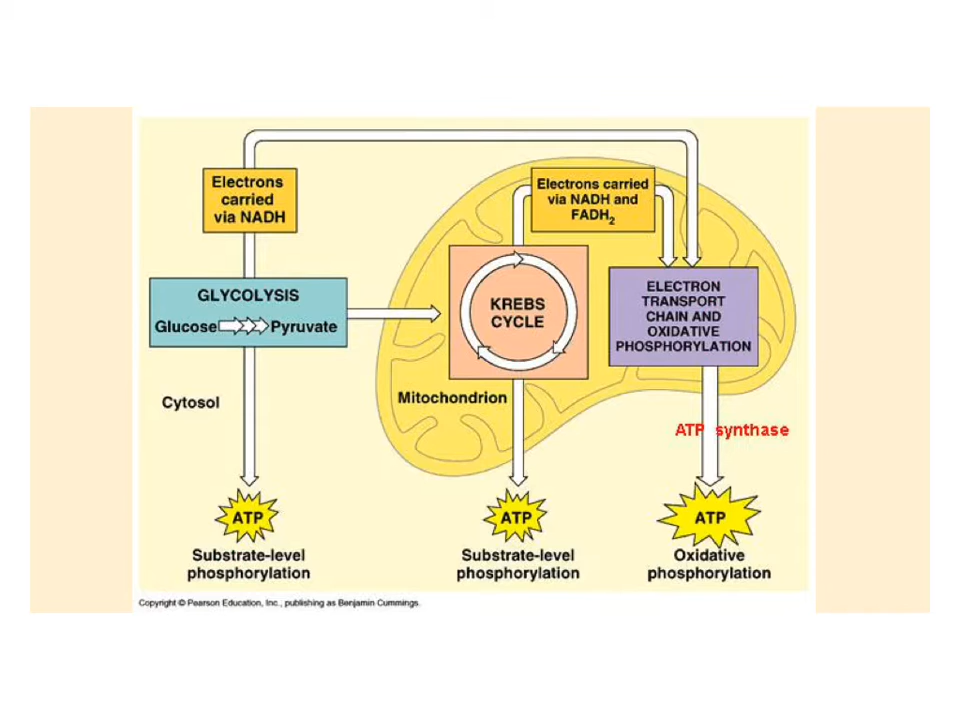 Electrons
carried
via NADH
Electrons carried
via NADH and
FADH2
GLYCOLYSIS
Glucose Pyruvate
KREBS
CYCLE
ELECTRON
TRANSPORT
CHAIN AND
OXIDATIVE
PHOSPHORYLATION
Cytosol
Mitochondrion
ATP synthase
ATP
Substrate-level
phosphorylation
ATP
Substrate-level
phosphorylation
ATP
Oxidative
phosphorylation
Copyright © Pearson Education, Inc., publishing as Benjamin Cummings.